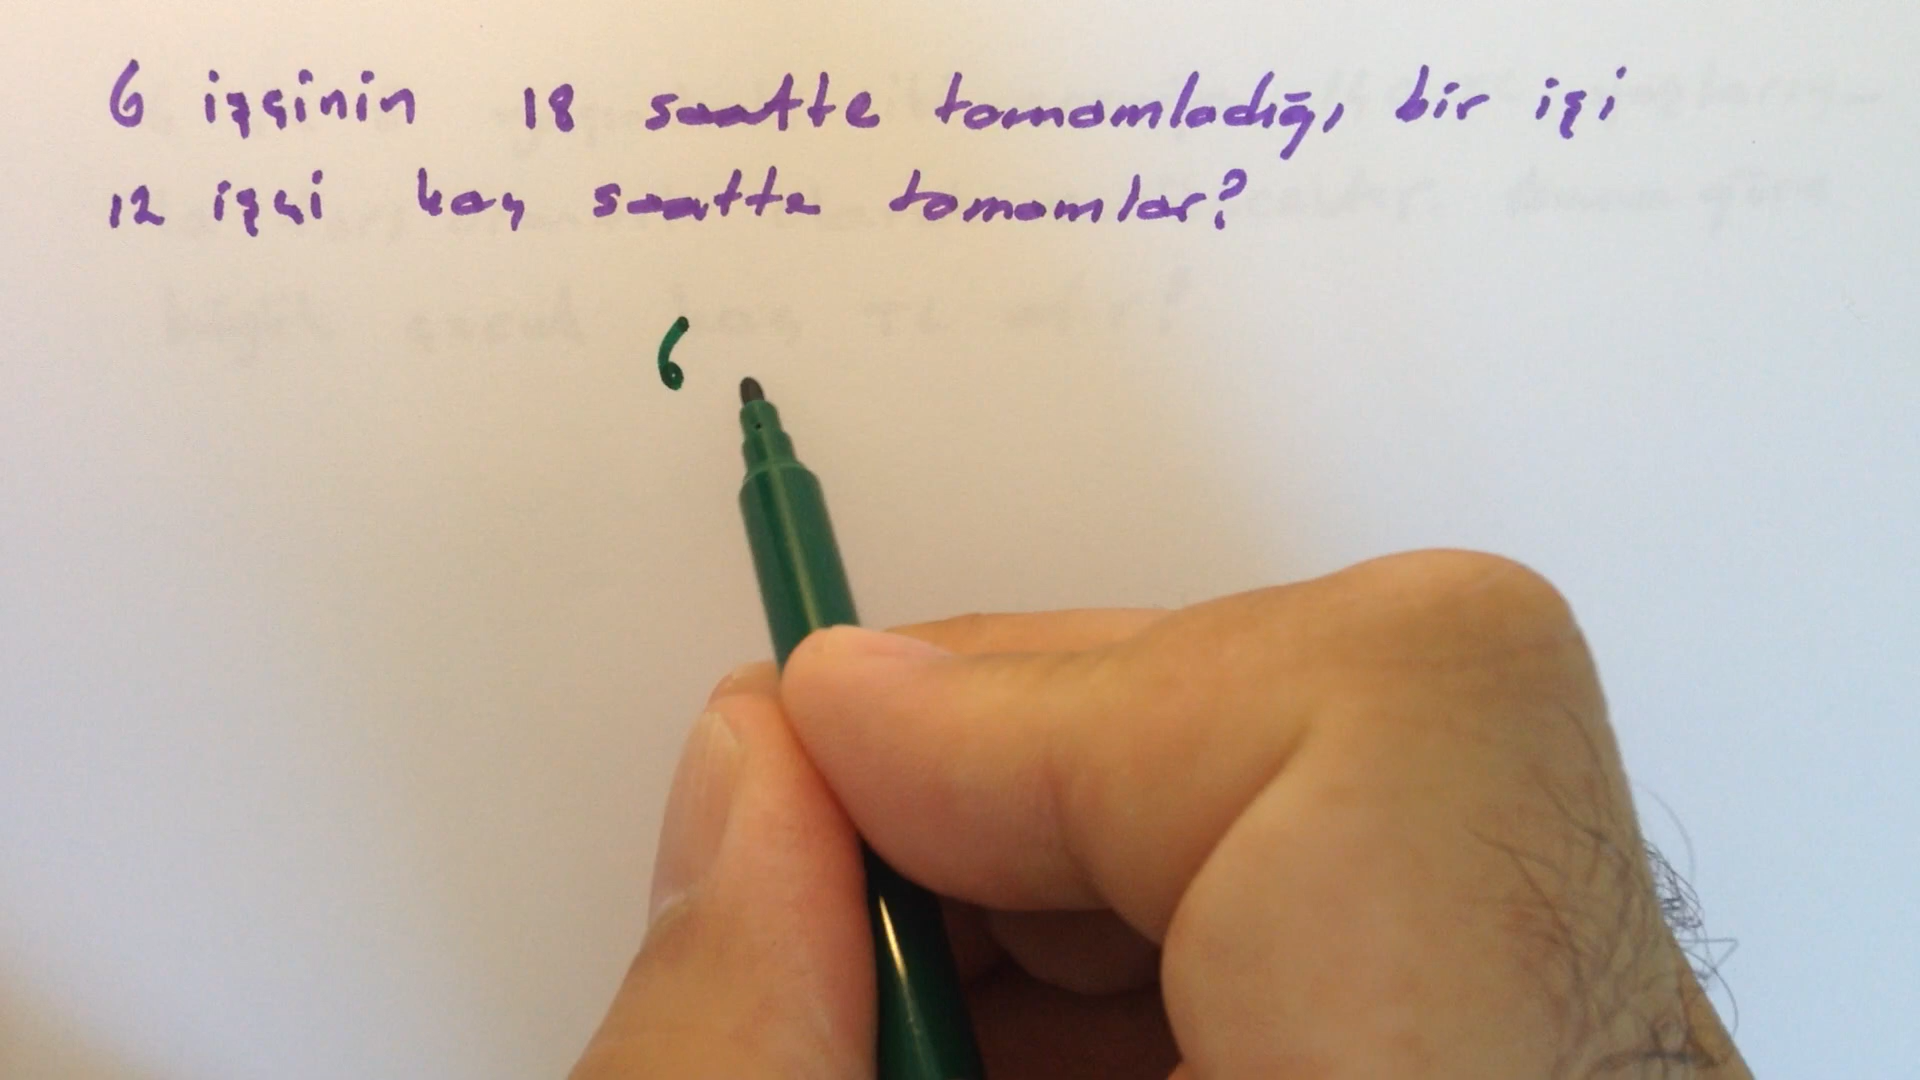 6 işçinin 18 saatte tamamladığı bir işi
12 işçi kaç saatte tamamlar?
6